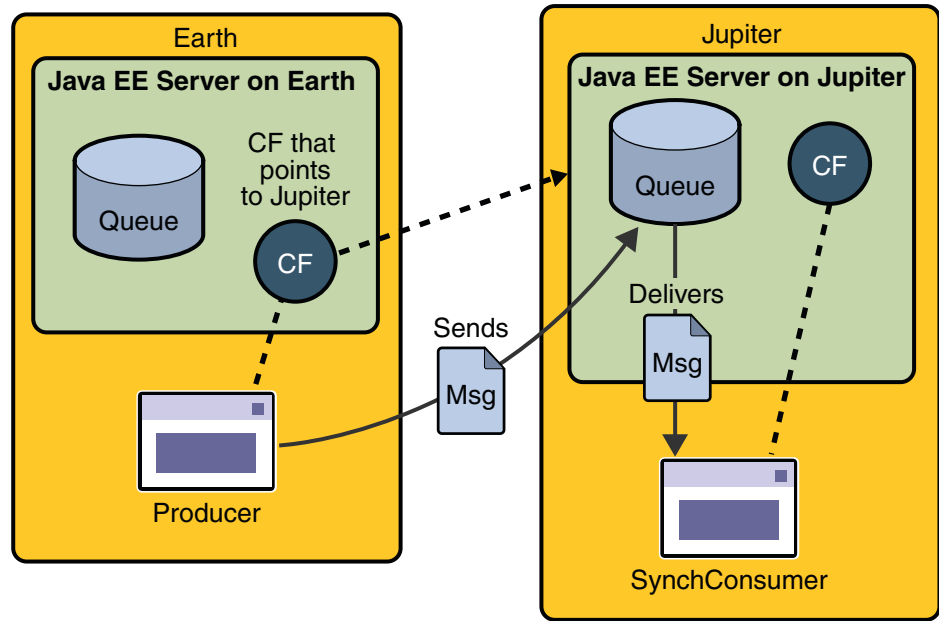 Earth
Java EE Server on Earth
CF that
points
to Jupiter
Queue
CF
Producer
Sends
Msg
Jupiter
Java EE Server on Jupiter
Queue
CF
Delivers
Msg
SynchConsumer